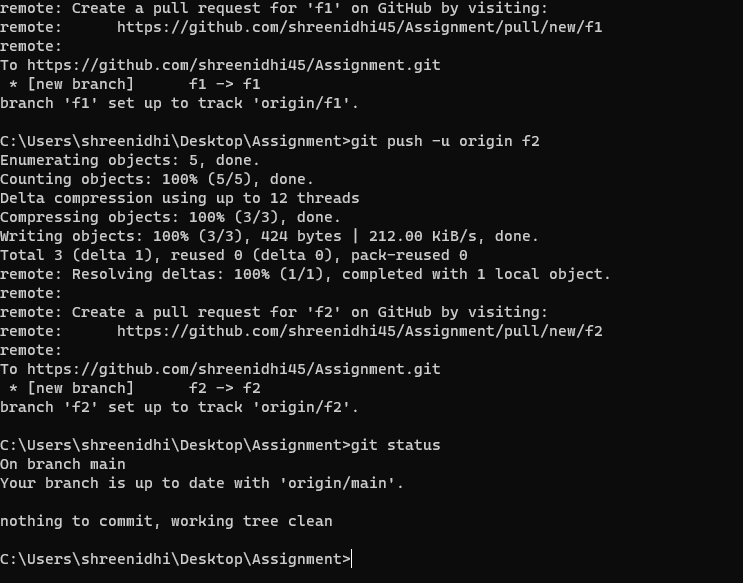 remote: Create a pull request for 'f1' on GitHub by visiting:
remote:      https://github.com/shreenidhi45/Assignment/pull/new/f1
remote:
To https://github.com/shreenidhi45/Assignment.git
 * [new branch]      f1 -> f1
branch 'f1' set up to track 'origin/f1'.

C:\Users\shreenidhi\Desktop\Assignment>git push -u origin f2
Enumerating objects: 5, done.
Counting objects: 100% (5/5), done.
Delta compression using up to 12 threads
Compressing objects: 100% (3/3), done.
Writing objects: 100% (3/3), 424 bytes | 212.00 KiB/s, done.
Total 3 (delta 1), reused 0 (delta 0), pack-reused 0
remote: Resolving deltas: 100% (1/1), completed with 1 local object.
remote:
remote: Create a pull request for 'f2' on GitHub by visiting:
remote:      https://github.com/shreenidhi45/Assignment/pull/new/f2
remote:
To https://github.com/shreenidhi45/Assignment.git
 * [new branch]      f2 -> f2
branch 'f2' set up to track 'origin/f2'.

C:\Users\shreenidhi\Desktop\Assignment>git status
On branch main
Your branch is up to date with 'origin/main'.

nothing to commit, working tree clean

C:\Users\shreenidhi\Desktop\Assignment>